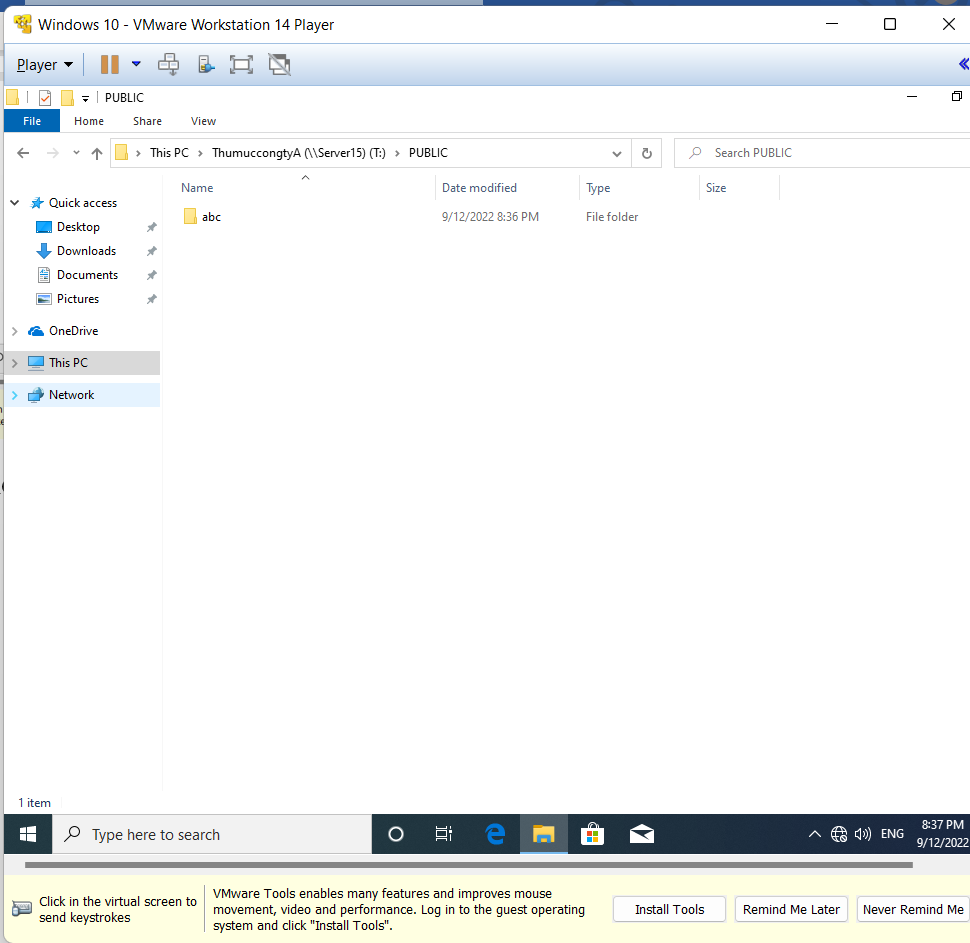 Windows 10 - VMware Workstation 14 Player
Player
PUBLIC
File Home Share View
This PC › ThumuccongtyA (\\Server15) (T:) › PUBLIC
Search PUBLIC
Name Date modified Type Size
abc 9/12/2022 8:36 PM File folder
Quick access
Desktop
Downloads
Documents
Pictures
OneDrive
This PC
Network
1 item
Type here to search
ENG
8:37 PM
9/12/2022
Click in the virtual screen to
send keystrokes
VMware Tools enables many features and improves mouse
movement, video and performance. Log in to the guest operating
system and click "Install Tools".
Install Tools
Remind Me Later
Never Remind Me